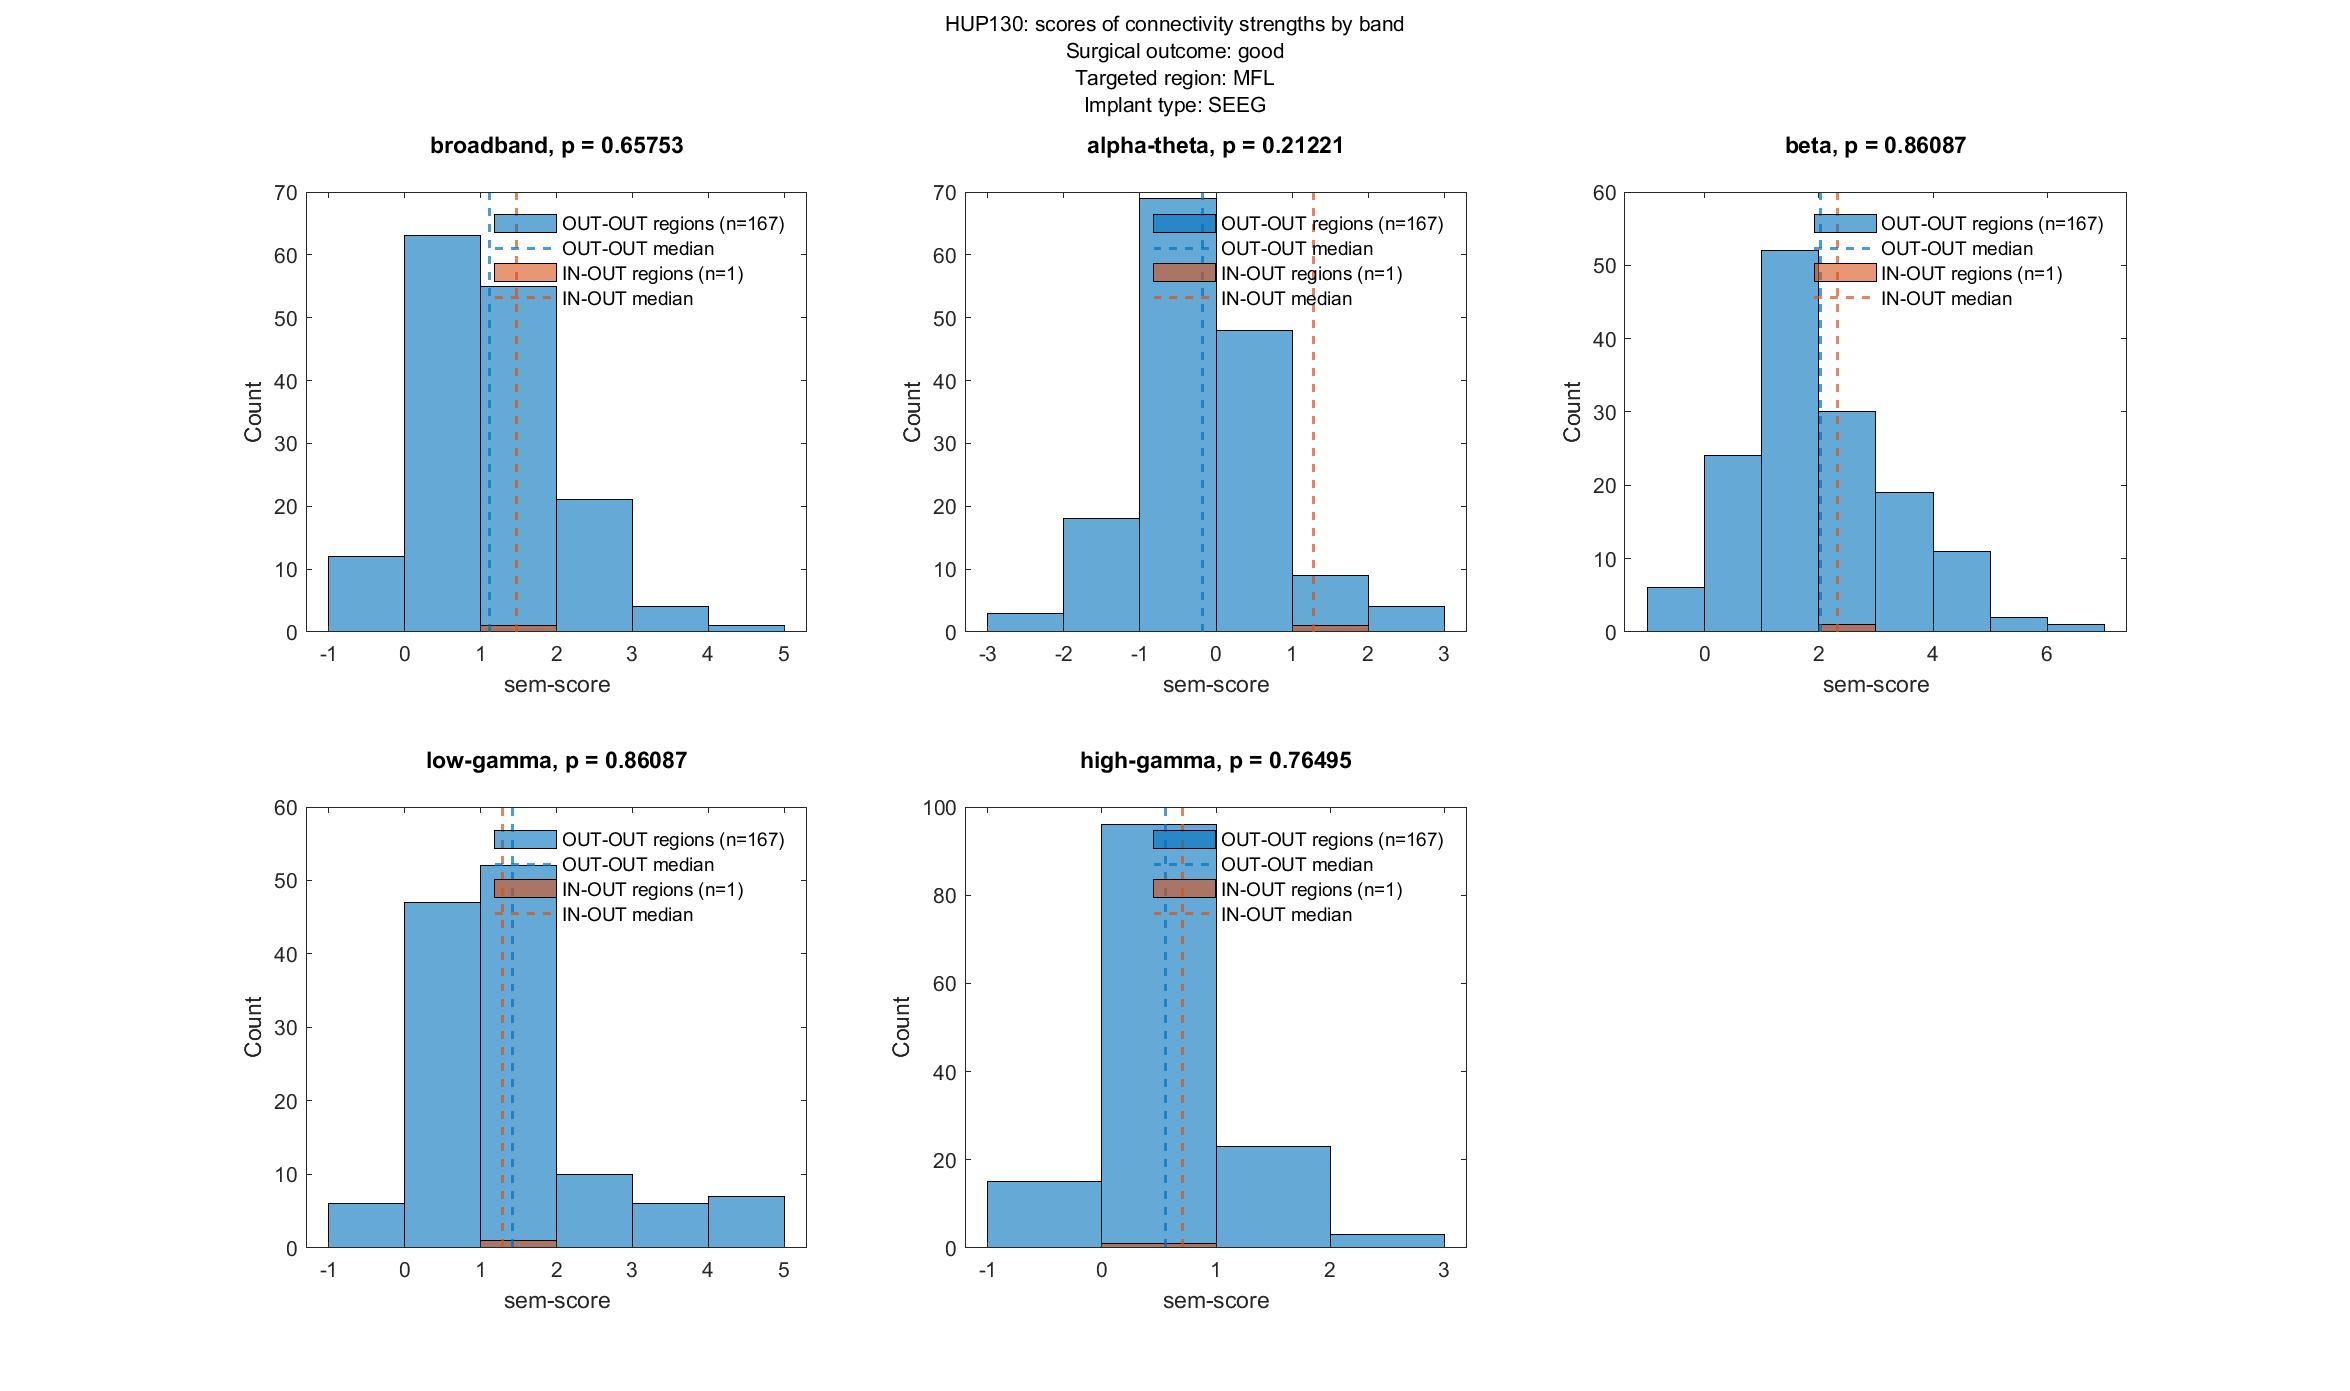 HUP130: scores of connectivity strengths by band
Surgical outcome: good
Targeted region: MFL
Implant type: SEEG
broadband, p = 0.65753
70
60
50
40
30
20
10
0
Count
-1 0 1 2 3 4 5
sem-score
OUT-OUT regions (n=167)
OUT-OUT median
IN-OUT regions (n=1)
IN-OUT median
alpha-theta, p = 0.21221
70
60
50
40
30
20
10
0
Count
-3 -2 -1 0 1 2 3
sem-score
OUT-OUT regions (n=167)
OUT-OUT median
IN-OUT regions (n=1)
IN-OUT median
beta, p = 0.86087
60
50
40
30
20
10
0
Count
0 2 4 6
sem-score
OUT-OUT regions (n=167)
OUT-OUT median
IN-OUT regions (n=1)
IN-OUT median
low-gamma, p = 0.86087
60
50
40
30
20
10
0
Count
-1 0 1 2 3 4 5
sem-score
OUT-OUT regions (n=167)
OUT-OUT median
IN-OUT regions (n=1)
IN-OUT median
high-gamma, p = 0.76495
100
80
60
40
20
0
Count
-1 0 1 2 3
sem-score
OUT-OUT regions (n=167)
OUT-OUT median
IN-OUT regions (n=1)
IN-OUT median